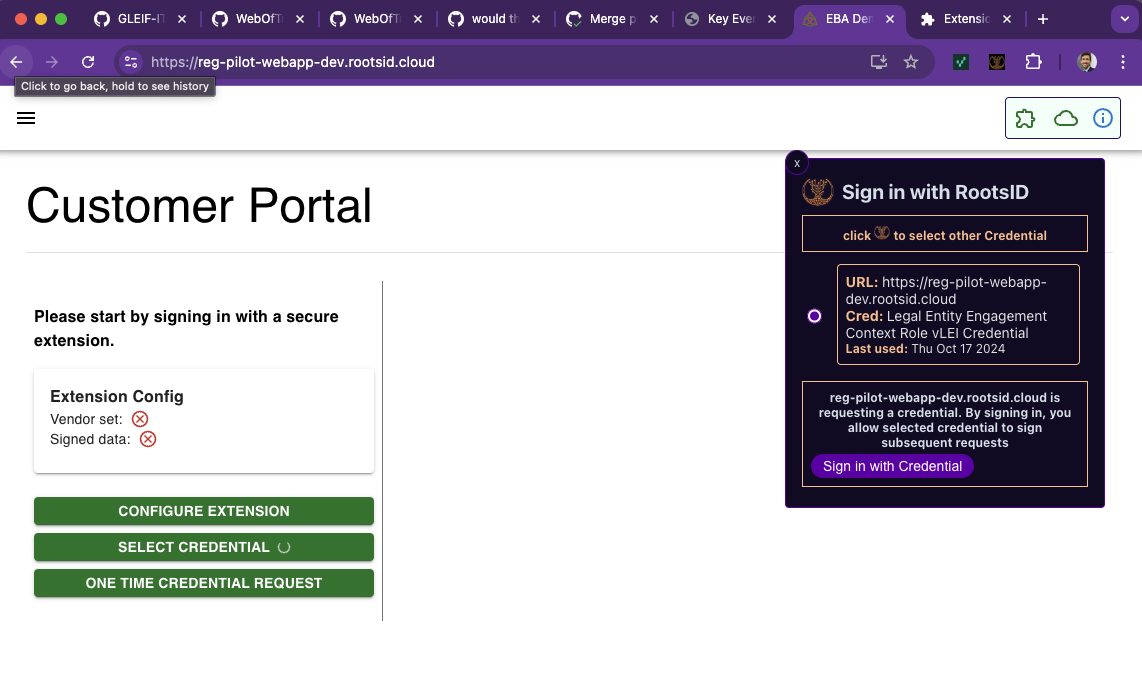 GLEIF-IT
WebOfT
WebOfT
would th
Merge p
Key Ever
EBA Den
Extensio
https://reg-pilot-webapp-dev.rootsid.cloud
Click to go back, hold to see history
Customer Portal
Please start by signing in with a secure
extension.
Extension Config
Vendor set:
Signed data:
CONFIGURE EXTENSION
SELECT CREDENTIAL
ONE TIME CREDENTIAL REQUEST
x
Sign in with RootsID
click to select other Credential
URL: https://reg-pilot-webapp-
dev.rootsid.cloud
Cred: Legal Entity Engagement
Context Role vLEI Credential
Last used: Thu Oct 17 2024
reg-pilot-webapp-dev.rootsid.cloud is
requesting a credential. By signing in, you
allow selected credential to sign
subsequent requests
Sign in with Credential